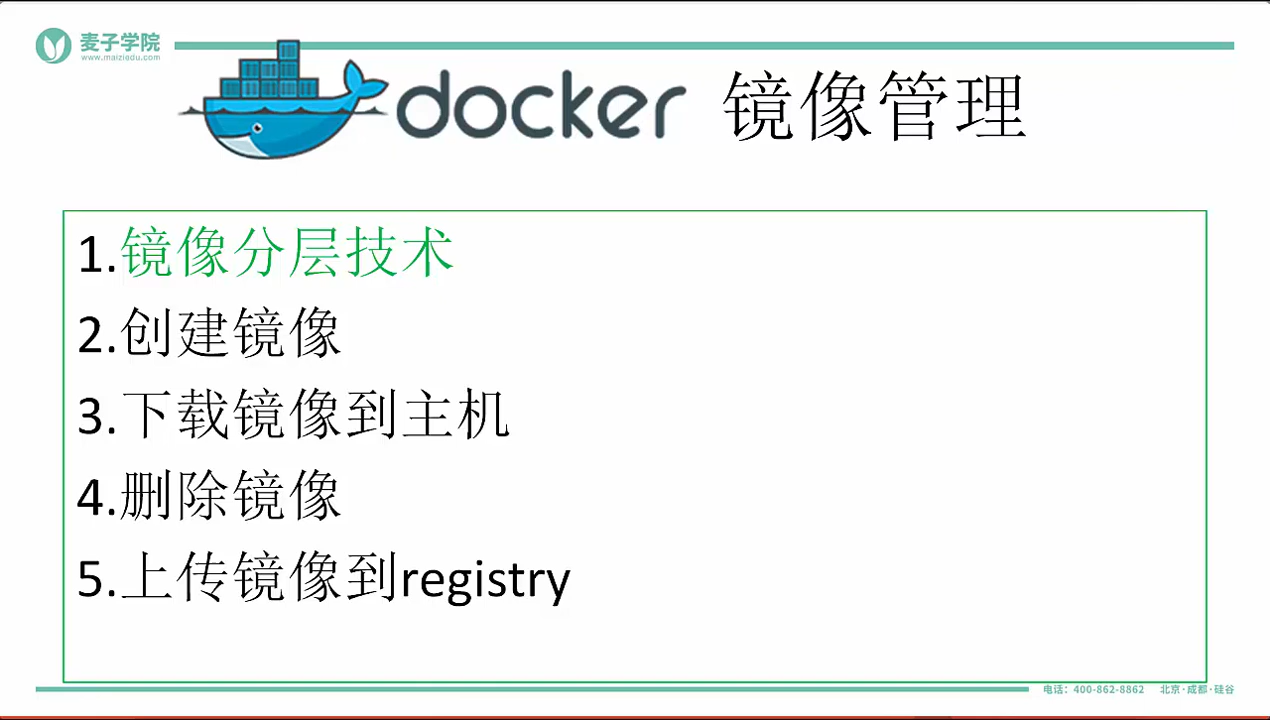 麦子学院
www.maiziedu.com
docker 镜像管理
1.镜像分层技术
2.创建镜像
3.下载镜像到主机
4.删除镜像
5.上传镜像到registry
电话：400-862-8862 北京·成都·硅谷